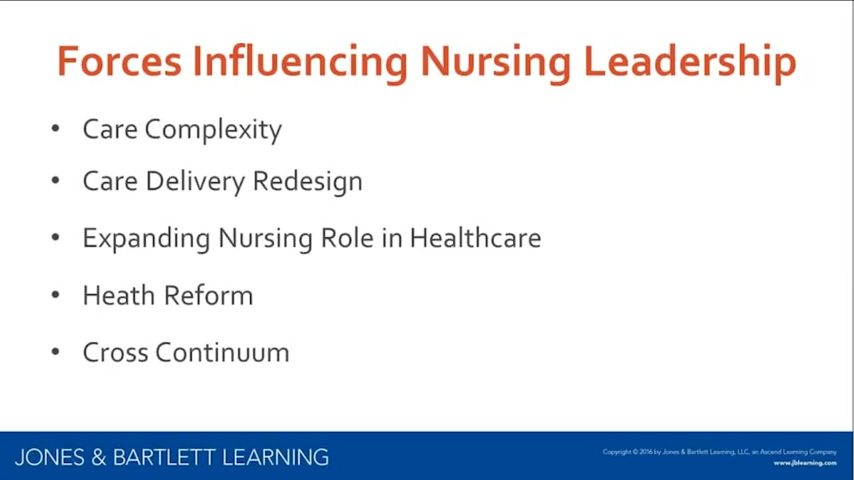 Forces Influencing Nursing Leadership
• Care Complexity
• Care Delivery Redesign
• Expanding Nursing Role in Healthcare
• Heath Reform
• Cross Continuum
JONES & BARTLETT LEARNING
Copyright © 2016 by Jones & Bartlett Learning, LLC, an Ascend Learning Company
www.jblearning.com